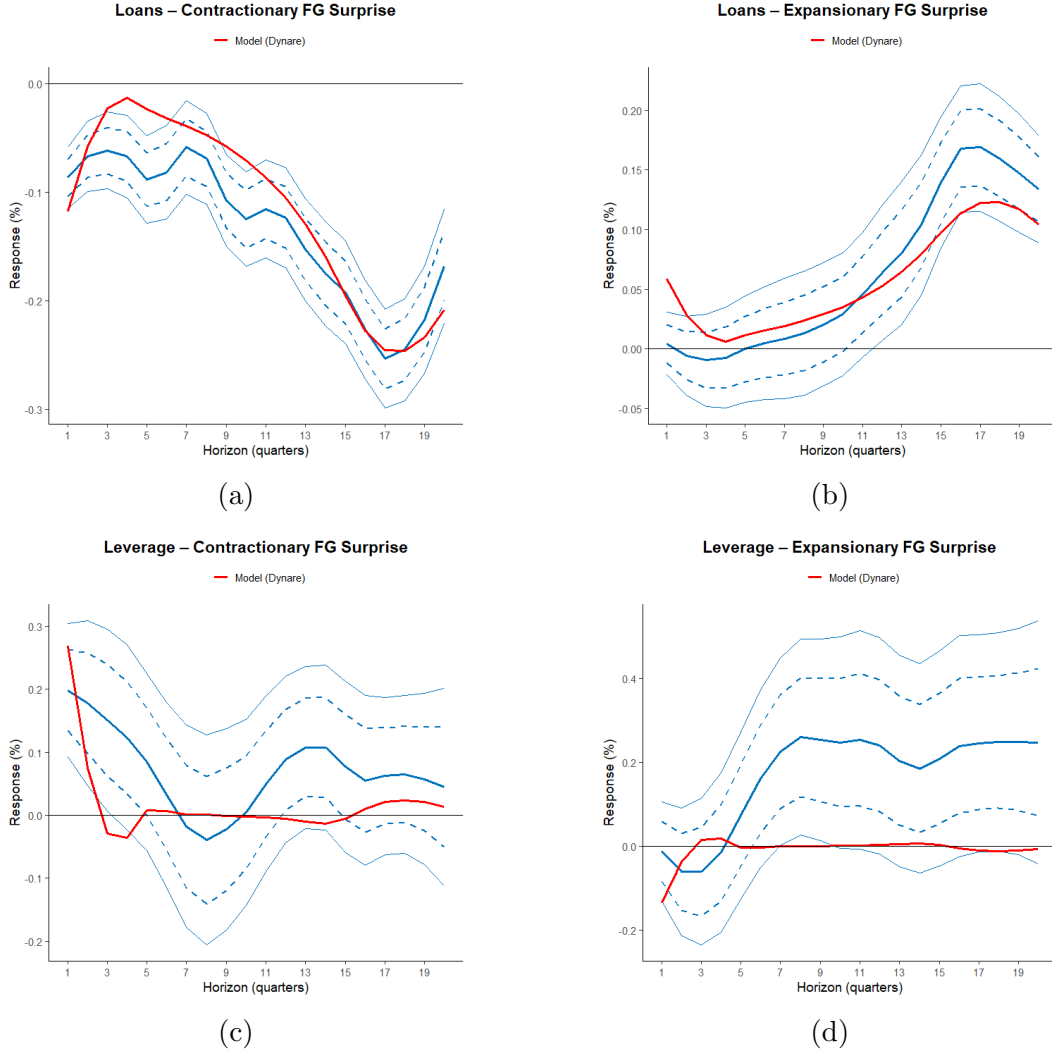 Loans – Contractionary FG Surprise
Model (Dynare)
Response (%)
0.0
-0.1
-0.2
-0.3
1 3 5 7 9 11 13 15 17 19
Horizon (quarters)
(a)
Loans – Expansionary FG Surprise
Model (Dynare)
Response (%)
0.20
0.15
0.10
0.05
0.00
-0.05
1 3 5 7 9 11 13 15 17 19
Horizon (quarters)
(b)
Leverage – Contractionary FG Surprise
Model (Dynare)
Response (%)
0.3
0.2
0.1
0.0
-0.1
-0.2
1 3 5 7 9 11 13 15 17 19
Horizon (quarters)
(c)
Leverage – Expansionary FG Surprise
Model (Dynare)
Response (%)
0.4
0.2
0.0
-0.2
1 3 5 7 9 11 13 15 17 19
Horizon (quarters)
(d)